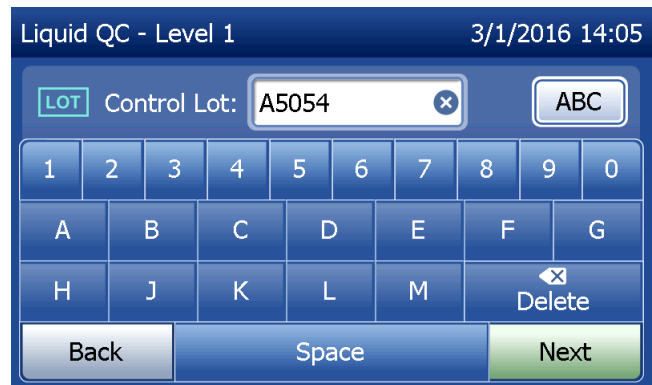 Liquid QC - Level 1 3/1/2016 14:05
LOT Control Lot: A5054 ABC
1 2 3 4 5 6 7 8 9 0
A B C D E F G
H J K L M Delete
Back Space Next